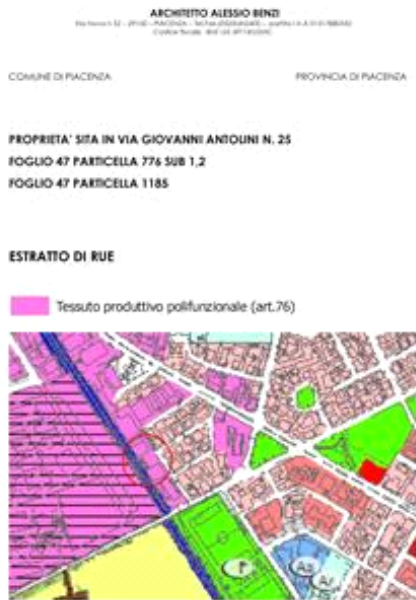 ARCHITETTO ALESSIO BENZI
COMUNE DI PIACENZA
PROVINCIA DI PIACENZA
PROPRIETA' SITA IN VIA GIOVANNI ANTOLINI N. 25
FOGLIO 47 PARTICELLA 776 SUB 1,2
FOGLIO 47 PARTICELLA 1185
ESTRATTO DI RUE
Tessuto produttivo polifunzionale (art.76)